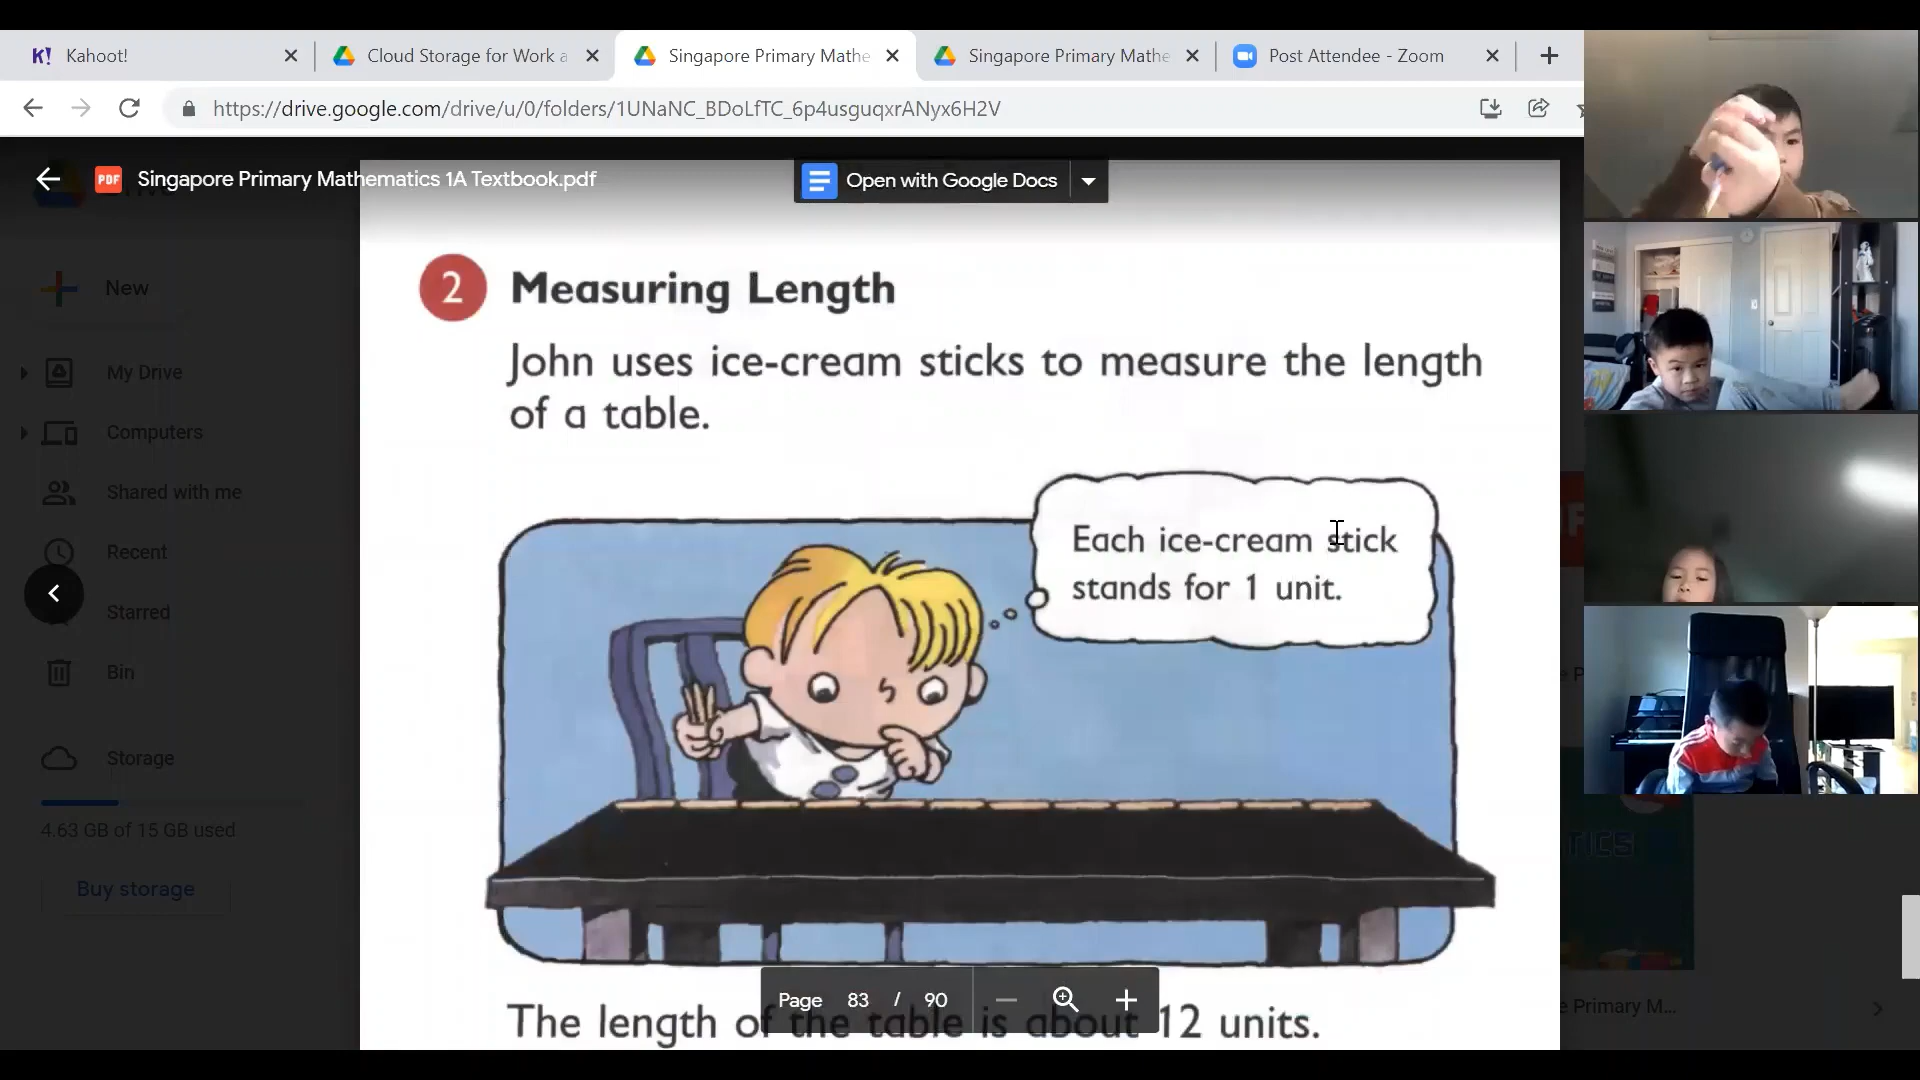 Kahoot!
Cloud Storage for Work a
Singapore Primary Mathe
Singapore Primary Mathe
Post Attendee - Zoom
https://drive.google.com/drive/u/0/folders/1UNaNC_BDoLfTC_6p4usguqxrANyx6H2V
PDF Singapore Primary Mathematics 1A Textbook.pdf
Open with Google Docs
New
My Drive
Computers
Shared with me
Recent
Starred
Bin
Storage
4.63 GB of 15 GB used
Buy storage
2 Measuring Length
John uses ice-cream sticks to measure the length
of a table.
Each ice-cream stick
stands for 1 unit.
Page 83 / 90
The length of the table is about 12 units.
e Primary M...